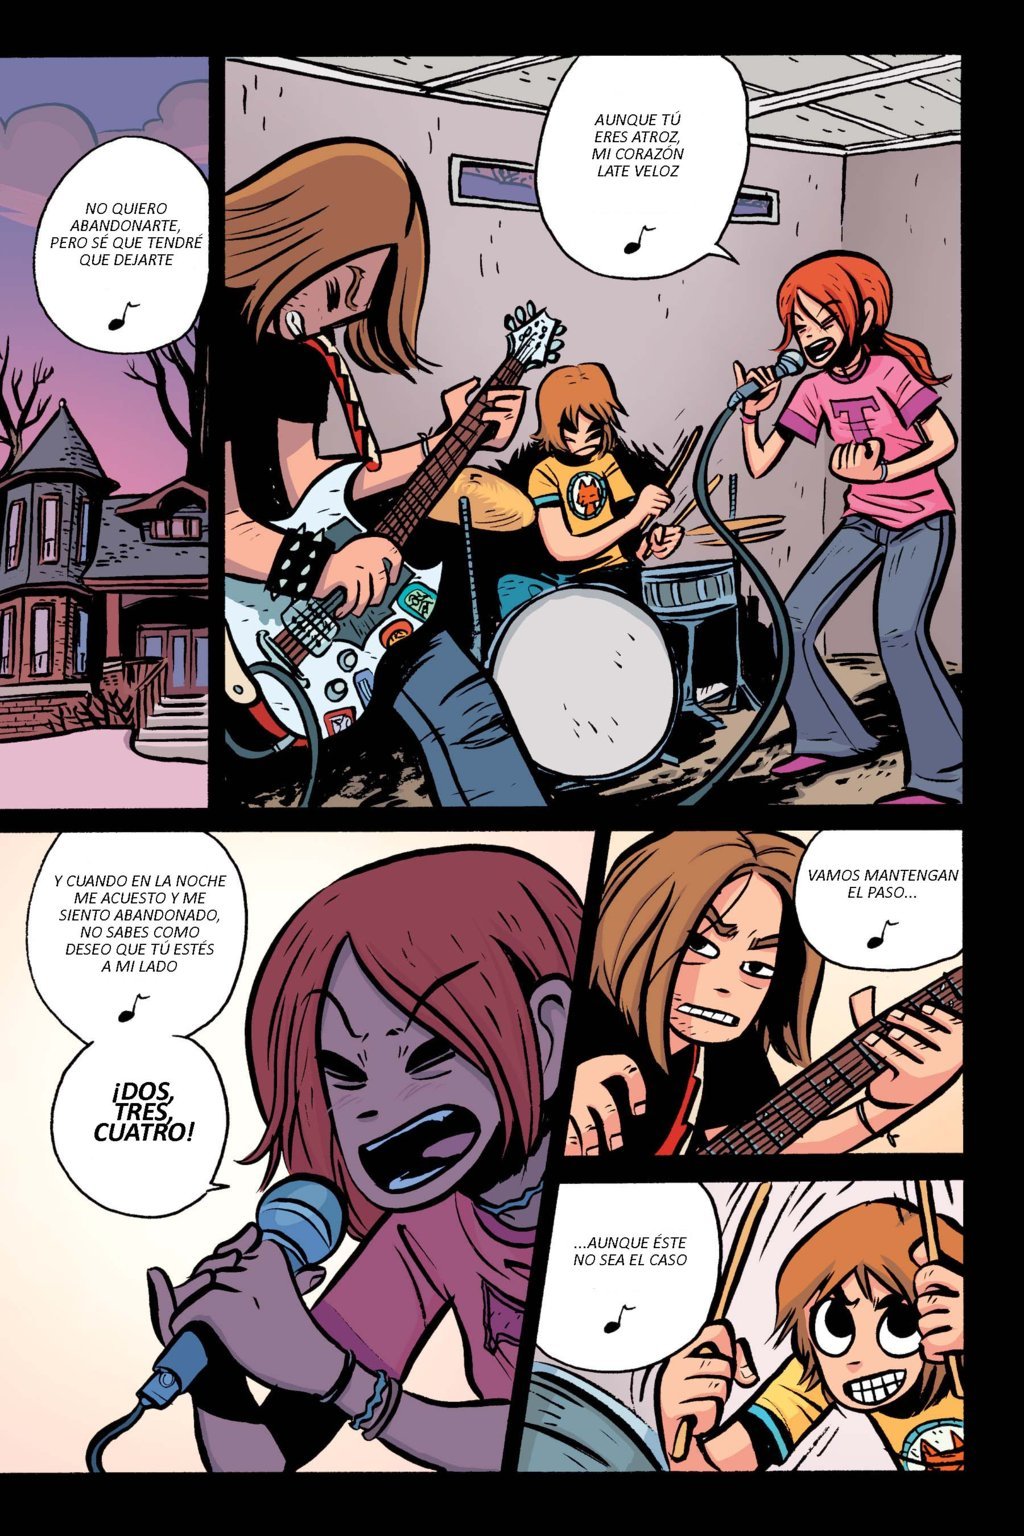 NO QUIERO
ABANDONARTE,
PERO SÉ QUE TENDRÉ
QUE DEJARTE
AUNQUE TÚ
ERES ATROZ,
MI CORAZÓN
LATE VELOZ
T
Y CUANDO EN LA NOCHE
ME ACUESTO Y ME
SIENTO ABANDONADO,
NO SABES COMO
DESEO QUE TÚ ESTÉS
A MI LADO
¡DOS,
TRES,
CUATRO!
VAMOS MANTENGAN
EL PASO...
...AUNQUE ÉSTE
NO SEA EL CASO